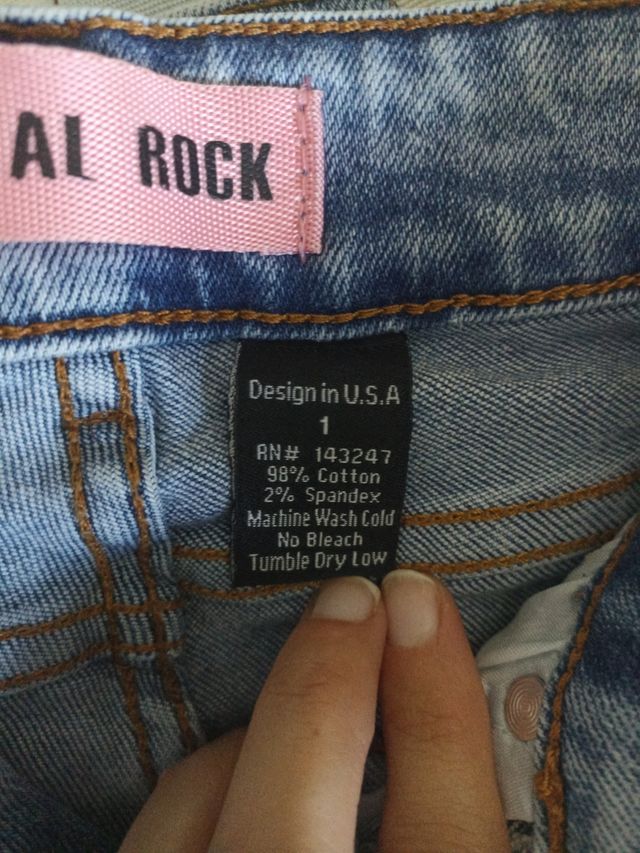 AL ROCK
Design in U.S.A
1
RN# 143247
98% Cotton
2% Spandex
Machine Wash Cold
No Bleach
Tumble Dry Low